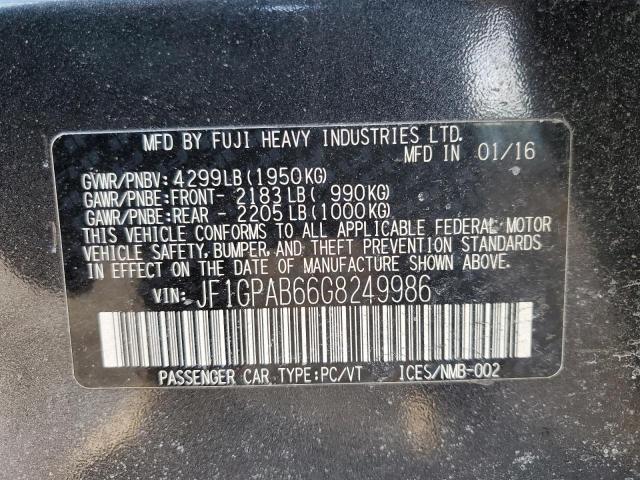 MFD BY FUJI HEAVY INDUSTRIES LTD.
MFD IN 01/16
GVWR/PNBV: 4299LB (1950KG)
GAWR/PNBE: FRONT- 2183 LB ( 990KG)
GAWR/PNBE: REAR - 2205 LB (1000KG)
THIS VEHICLE CONFORMS TO ALL APPLICABLE FEDERAL MOTOR
VEHICLE SAFETY, BUMPER, AND THEFT PREVENTION STANDARDS
IN EFFECT ON THE DATE OF MANUFACTURE SHOWN ABOVE.
VIN: JF1GPAB66G8249986
PASSENGER CAR TYPE: PC/VT ICES/NMB-002